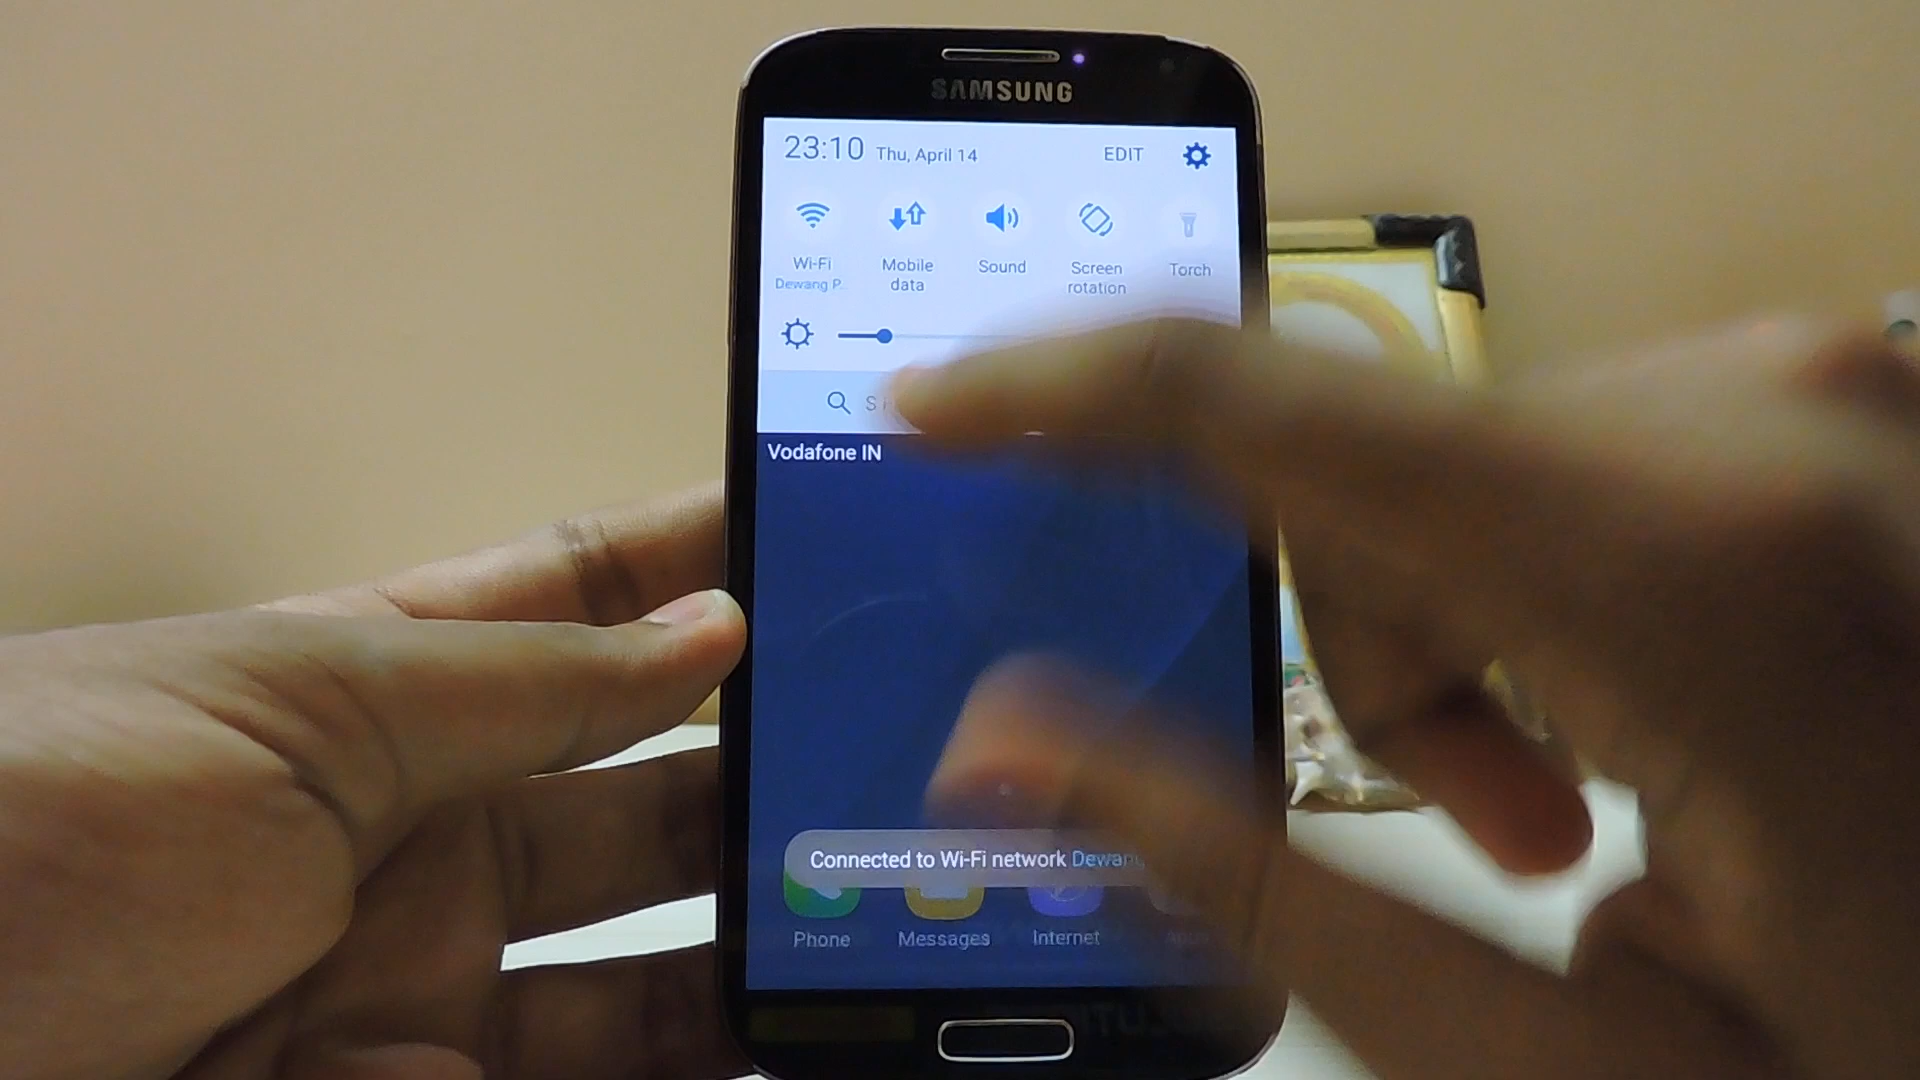 SAMSUNG
23:10 Thu, April 14 EDIT
Wi-Fi Mobile data Sound Screen rotation Torch
Dewang P.
Vodafone IN
Connected to Wi-Fi network
Phone Messages Internet